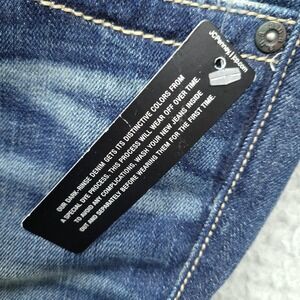 OUR DARK-RINSE DENIM GETS ITS DISTINCTIVE COLORS FROM
A SPECIAL DYE PROCESS. THIS PROCESS WILL WEAR OFF OVER TIME.
TO AVOID ANY COMPLICATIONS, WASH YOUR NEW JEANS INSIDE
OUT AND SEPARATELY BEFORE WEARING THEM FOR THE FIRST TIME.